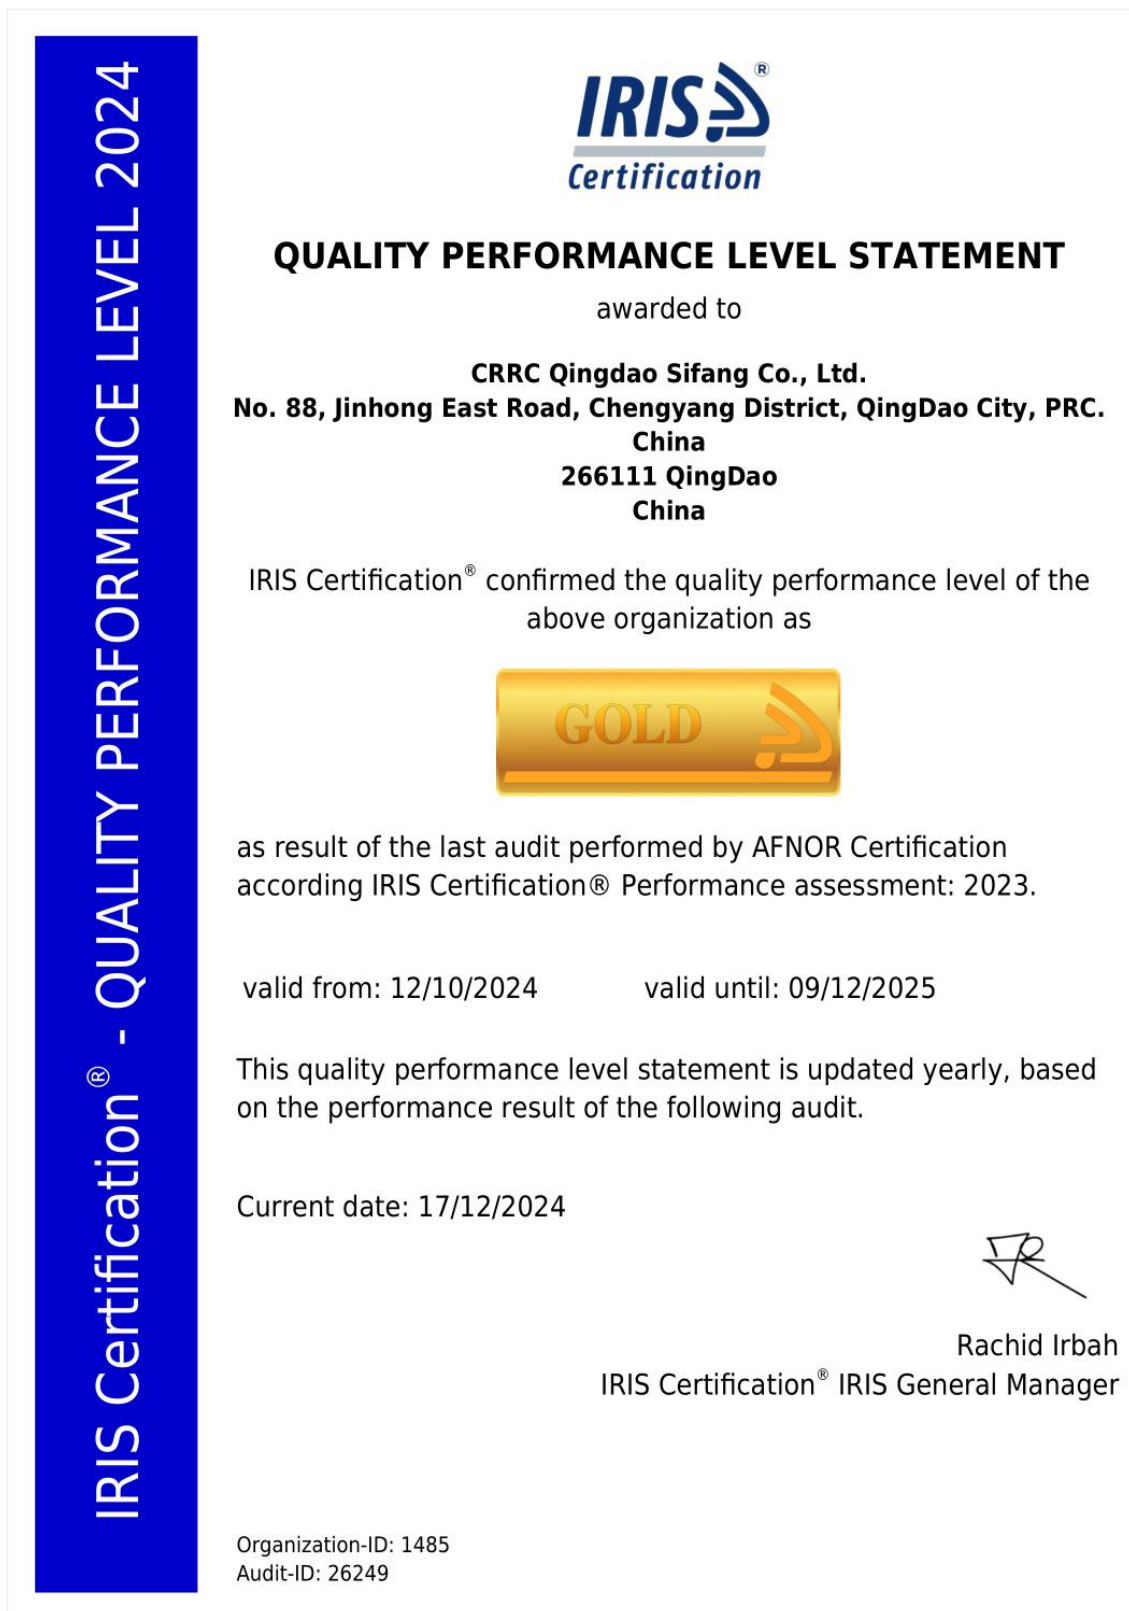 IRIS Certification® - QUALITY PERFORMANCE LEVEL 2024
IRIS®
Certification
QUALITY PERFORMANCE LEVEL STATEMENT
awarded to
CRRC Qingdao Sifang Co., Ltd.
No. 88, Jinhong East Road, Chengyang District, QingDao City, PRC.
China
266111 QingDao
China
IRIS Certification® confirmed the quality performance level of the
above organization as
GOLD
as result of the last audit performed by AFNOR Certification
according IRIS Certification® Performance assessment: 2023.
valid from: 12/10/2024 valid until: 09/12/2025
This quality performance level statement is updated yearly, based
on the performance result of the following audit.
Current date: 17/12/2024
Rachid Irbah
IRIS Certification® IRIS General Manager
Organization-ID: 1485
Audit-ID: 26249